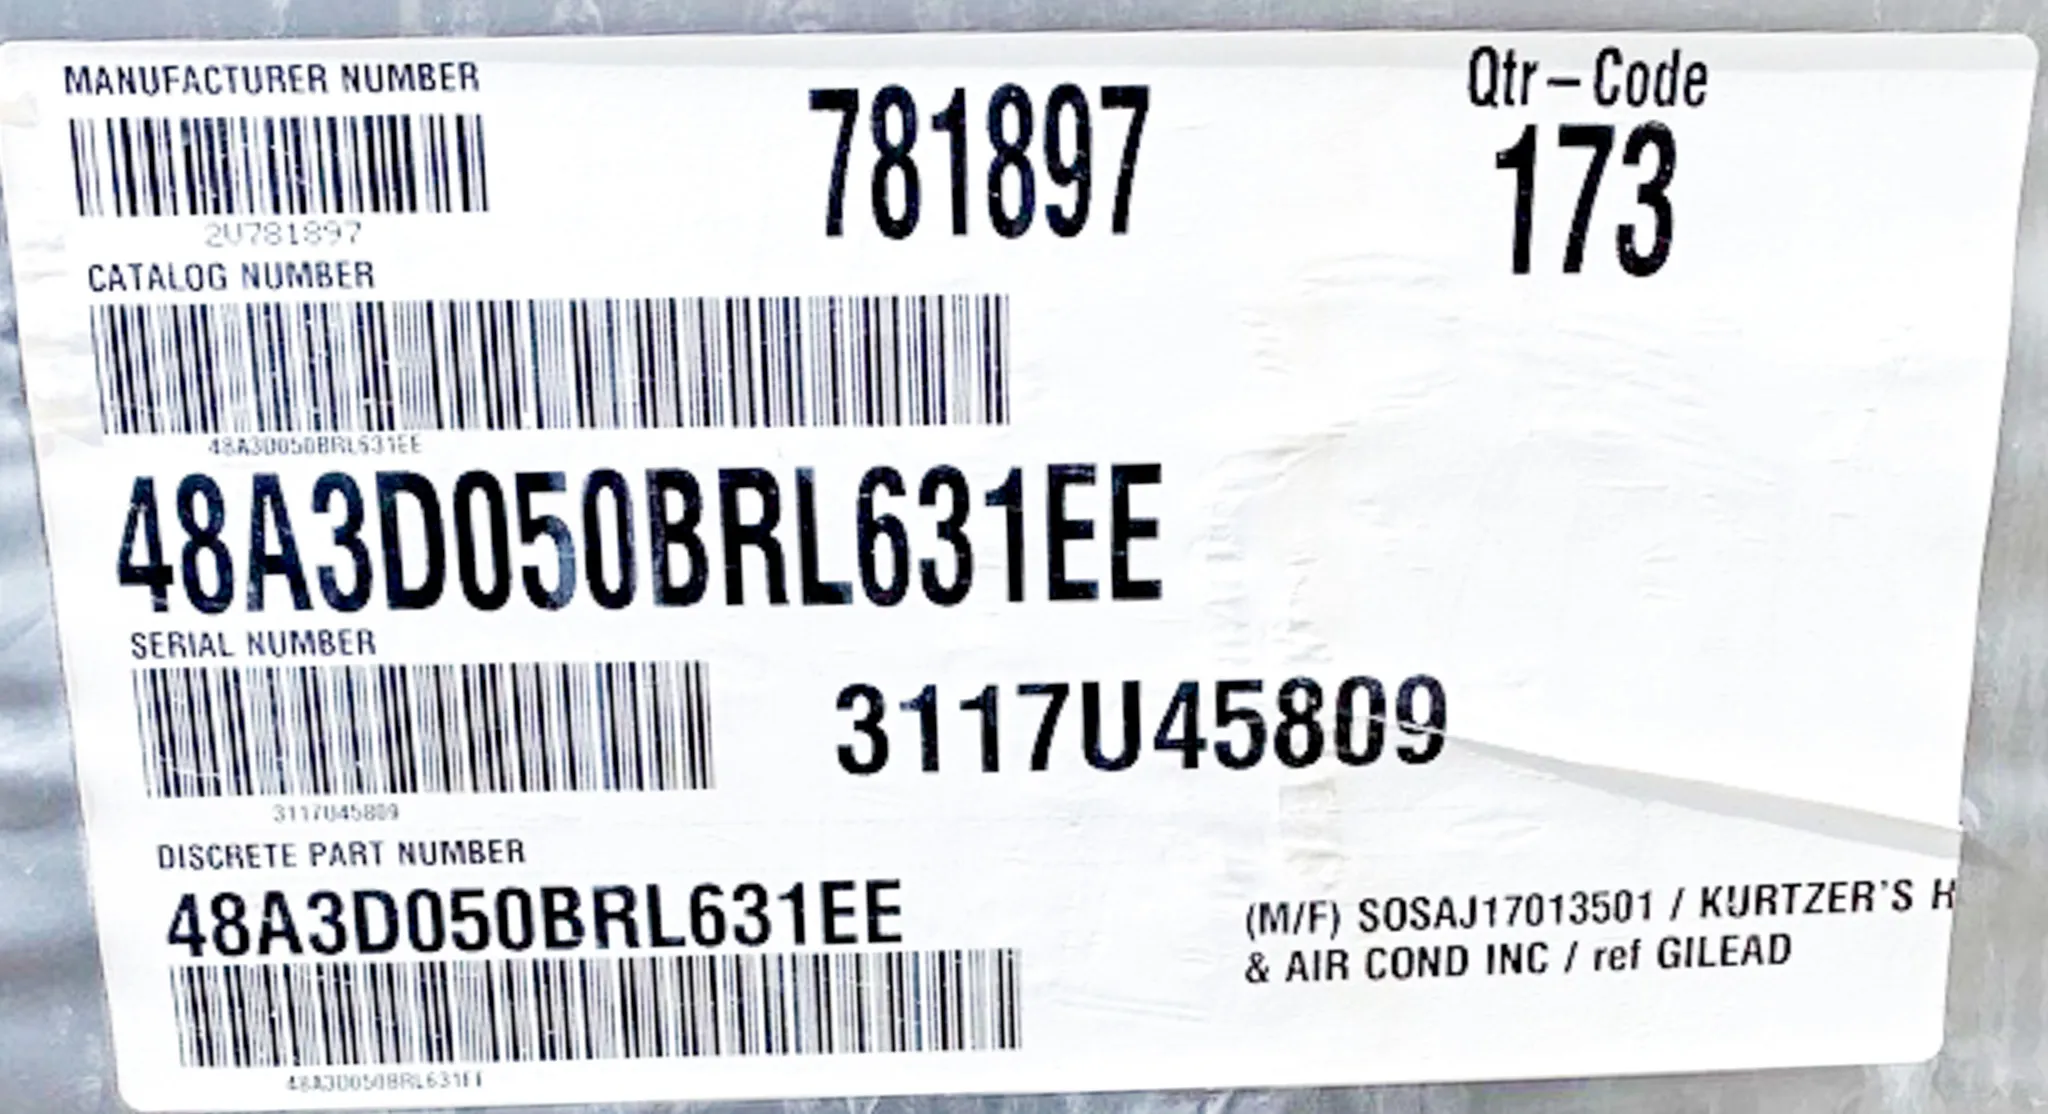 MANUFACTURER NUMBER
781897
Qtr-Code
173
2V781897
CATALOG NUMBER
48A3D050BRL631EE
48A3D050BRL631EE
SERIAL NUMBER
3117U45809
3117U45809
DISCRETE PART NUMBER
48A3D050BRL631EE
(M/F) SOSAJ17013501 / KURTZER'S H
& AIR COND INC / ref GILEAD
48A3D050BRL631EE